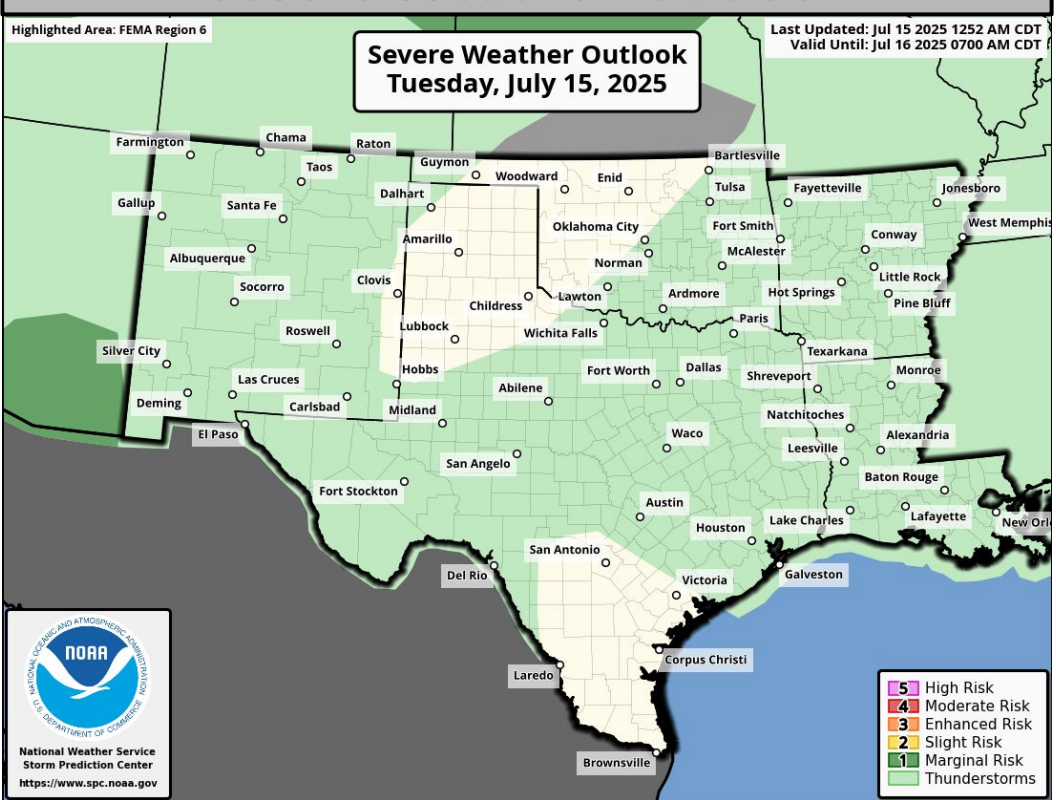 Highlighted Area: FEMA Region 6
Last Updated: Jul 15 2025 1252 AM CDT
Valid Until: Jul 16 2025 0700 AM CDT
Severe Weather Outlook
Tuesday, July 15, 2025
Farmington
Chama
Raton
Taos
Guymon
Woodward
Enid
Bartlesville
Tulsa
Fayetteville
Jonesboro
Gallup
Santa Fe
Dalhart
Oklahoma City
Fort Smith
Conway
West Memphis
Albuquerque
Amarillo
Norman
McAlester
Little Rock
Socorro
Clovis
Childress
Lawton
Ardmore
Hot Springs
Pine Bluff
Roswell
Lubbock
Wichita Falls
Paris
Texarkana
Silver City
Las Cruces
Hobbs
Abilene
Fort Worth
Dallas
Shreveport
Monroe
Deming
Carlsbad
Midland
Natchitoches
El Paso
Waco
Leesville
Alexandria
San Angelo
Baton Rouge
Fort Stockton
Austin
Houston
Lake Charles
Lafayette
New Orl
San Antonio
Del Rio
Victoria
Galveston
Laredo
Corpus Christi
Brownsville
NATIONAL OCEANIC AND ATMOSPHERIC ADMINISTRATION
NOAA
U.S. DEPARTMENT OF COMMERCE
National Weather Service
Storm Prediction Center
https://www.spc.noaa.gov
5 High Risk
4 Moderate Risk
3 Enhanced Risk
2 Slight Risk
1 Marginal Risk
Thunderstorms